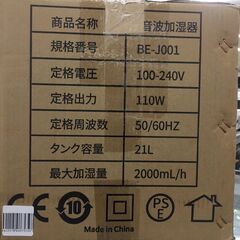 商品名称 音波加湿器
規格番号 BE-J001
定格電圧 100-240V
定格出力 110W
定格周波数 50/60HZ
タンク容量 21L
最大加湿量 2000mL/h
CE 10 PS E
Made in China